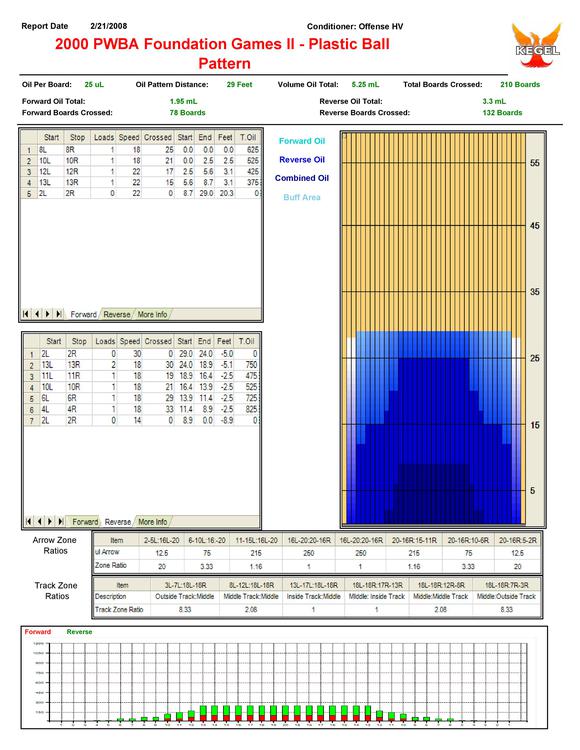 Report Date 2/21/2008 Conditioner: Offense HV
2000 PWBA Foundation Games II - Plastic Ball
Pattern
KEGEL
Oil Per Board: 25 uL Oil Pattern Distance: 29 Feet Volume Oil Total: 5.25 mL Total Boards Crossed: 210 Boards
Forward Oil Total: 1.95 mL Reverse Oil Total: 3.3 mL
Forward Boards Crossed: 78 Boards Reverse Boards Crossed: 132 Boards
Start Stop Loads Speed Crossed Start End Feet T.Oil
1 8L 8R 1 18 25 0.0 0.0 0.0 625
2 10L 10R 1 18 21 0.0 2.5 2.5 525
3 12L 12R 1 22 17 2.5 5.6 3.1 425
4 13L 13R 1 22 15 5.6 8.7 3.1 375
5 2L 2R 0 22 0 8.7 29.0 20.3 0
Forward Reverse More Info
Forward Oil
Reverse Oil
Combined Oil
Buff Area
55
45
35
25
15
5
Start Stop Loads Speed Crossed Start End Feet T.Oil
1 2L 2R 0 30 0 29.0 24.0 -5.0 0
2 13L 13R 2 18 30 24.0 18.9 -5.1 750
3 11L 11R 1 18 19 18.9 16.4 -2.5 475
4 10L 10R 1 18 21 16.4 13.9 -2.5 525
5 6L 6R 1 18 29 13.9 11.4 -2.5 725
6 4L 4R 1 18 33 11.4 8.9 -2.5 825
7 2L 2R 0 14 0 8.9 0.0 -8.9 0
Forward Reverse More Info
Arrow Zone
Ratios
Item 2-5L:16L-20 6-10L:16-20 11-15L:16L-20 16L-20:20-16R 16L-20:20-16R 20-16R:15-11R 20-16R:10-6R 20-16R:5-2R
ul Arrow 12.5 75 215 250 250 215 75 12.5
Zone Ratio 20 3.33 1.16 1 1 1.16 3.33 20
Track Zone
Ratios
Item 3L-7L:18L-18R 8L-12L:18L-18R 13L-17L:18L-18R 18L-18R:17R-13R 18L-18R:12R-8R 18L-18R:7R-3R
Description Outside Track:Middle Middle Track:Middle Inside Track:Middle Middle: Inside Track Middle:Middle Track Middle:Outside Track
Track Zone Ratio 8.33 2.08 1 1 2.08 8.33
Forward Reverse